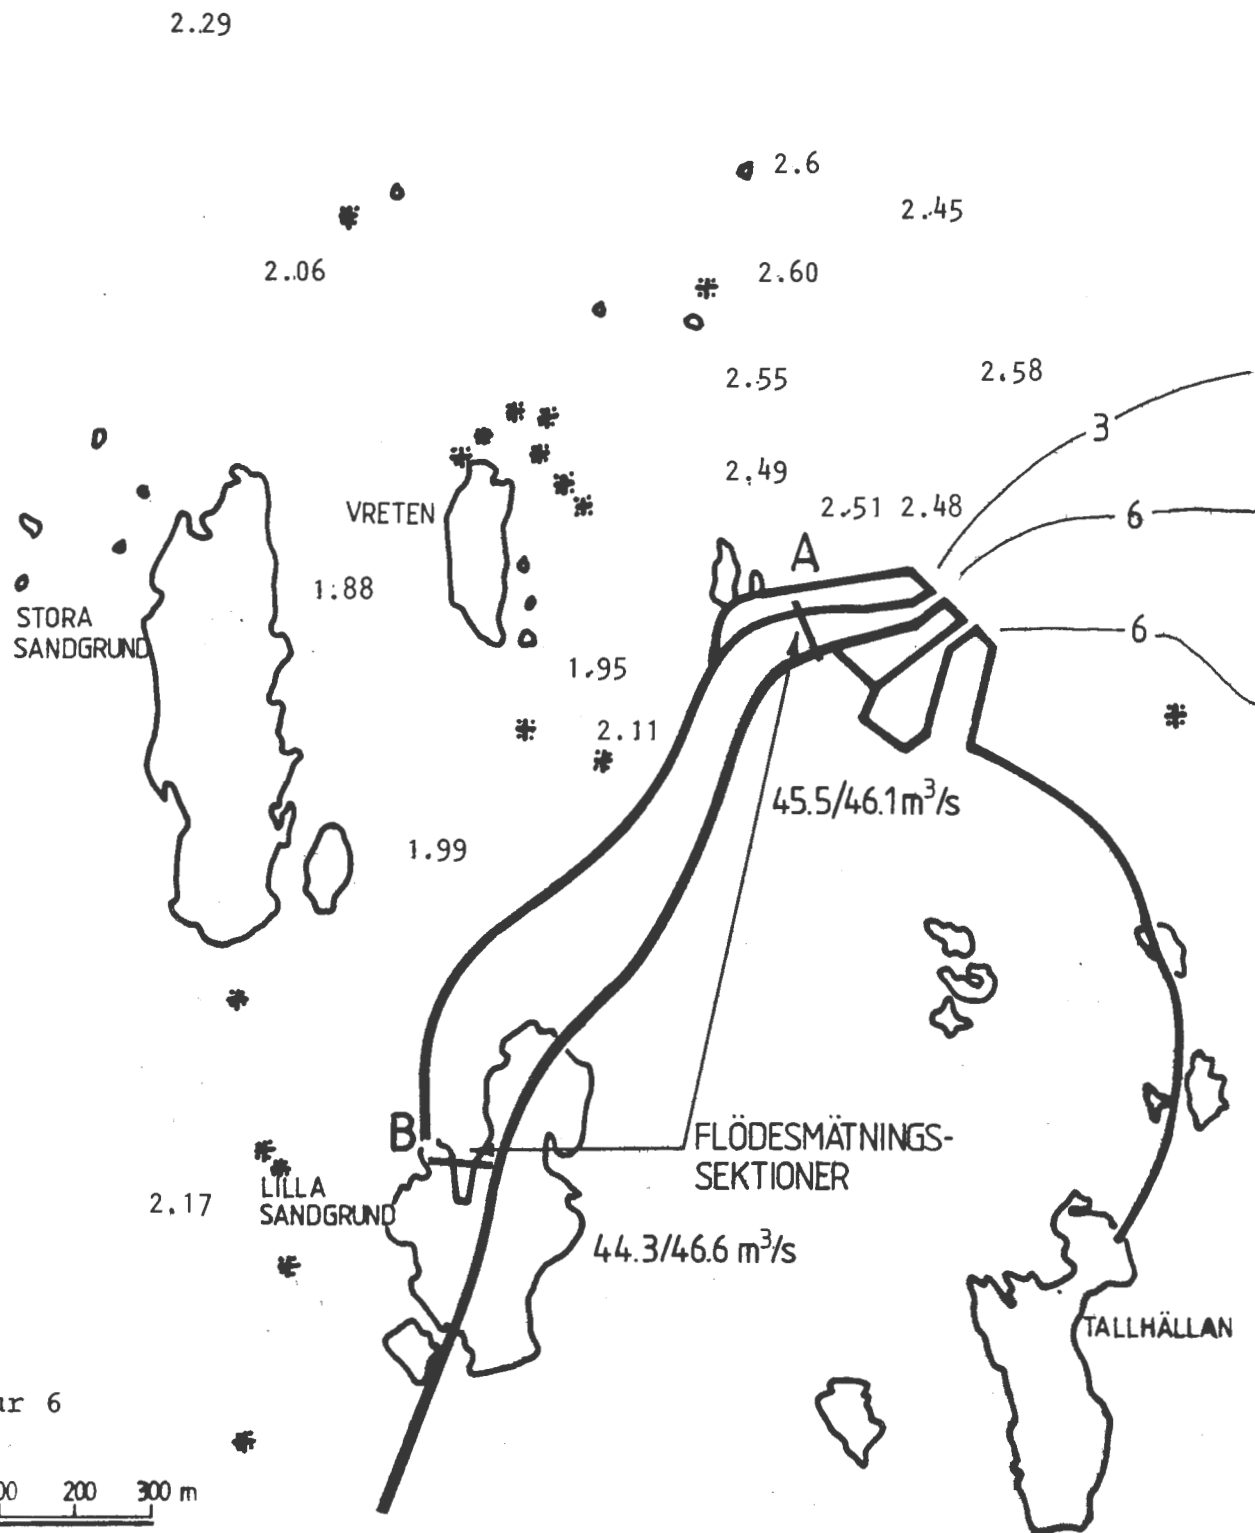 2.29
2.6
2.45
2.06
2.60
2.55
2.58
3
2.49
VRETEN
2.51 2.48
6
A
1.88
STORA
SANDGRUND
6
1.95
2.11
45.5/46.1 m³/s
1.99
B
FLÖDESMÄTNINGS-
SEKTIONER
2.17
LILLA
SANDGRUND
44.3/46.6 m³/s
TALLHÄLLAN
6
200 300 m